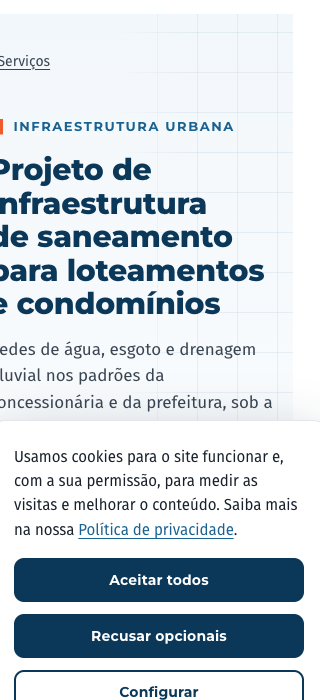 Serviços
INFRAESTRUTURA URBANA
Projeto de
nfraestrutura
de saneamento
para loteamentos
e condomínios
edes de água, esgoto e drenagem
luvial nos padrões da
oncessionária e da prefeitura, sob a
Usamos cookies para o site funcionar e,
com a sua permissão, para medir as
visitas e melhorar o conteúdo. Saiba mais
na nossa Política de privacidade.
Aceitar todos
Recusar opcionais
Configurar